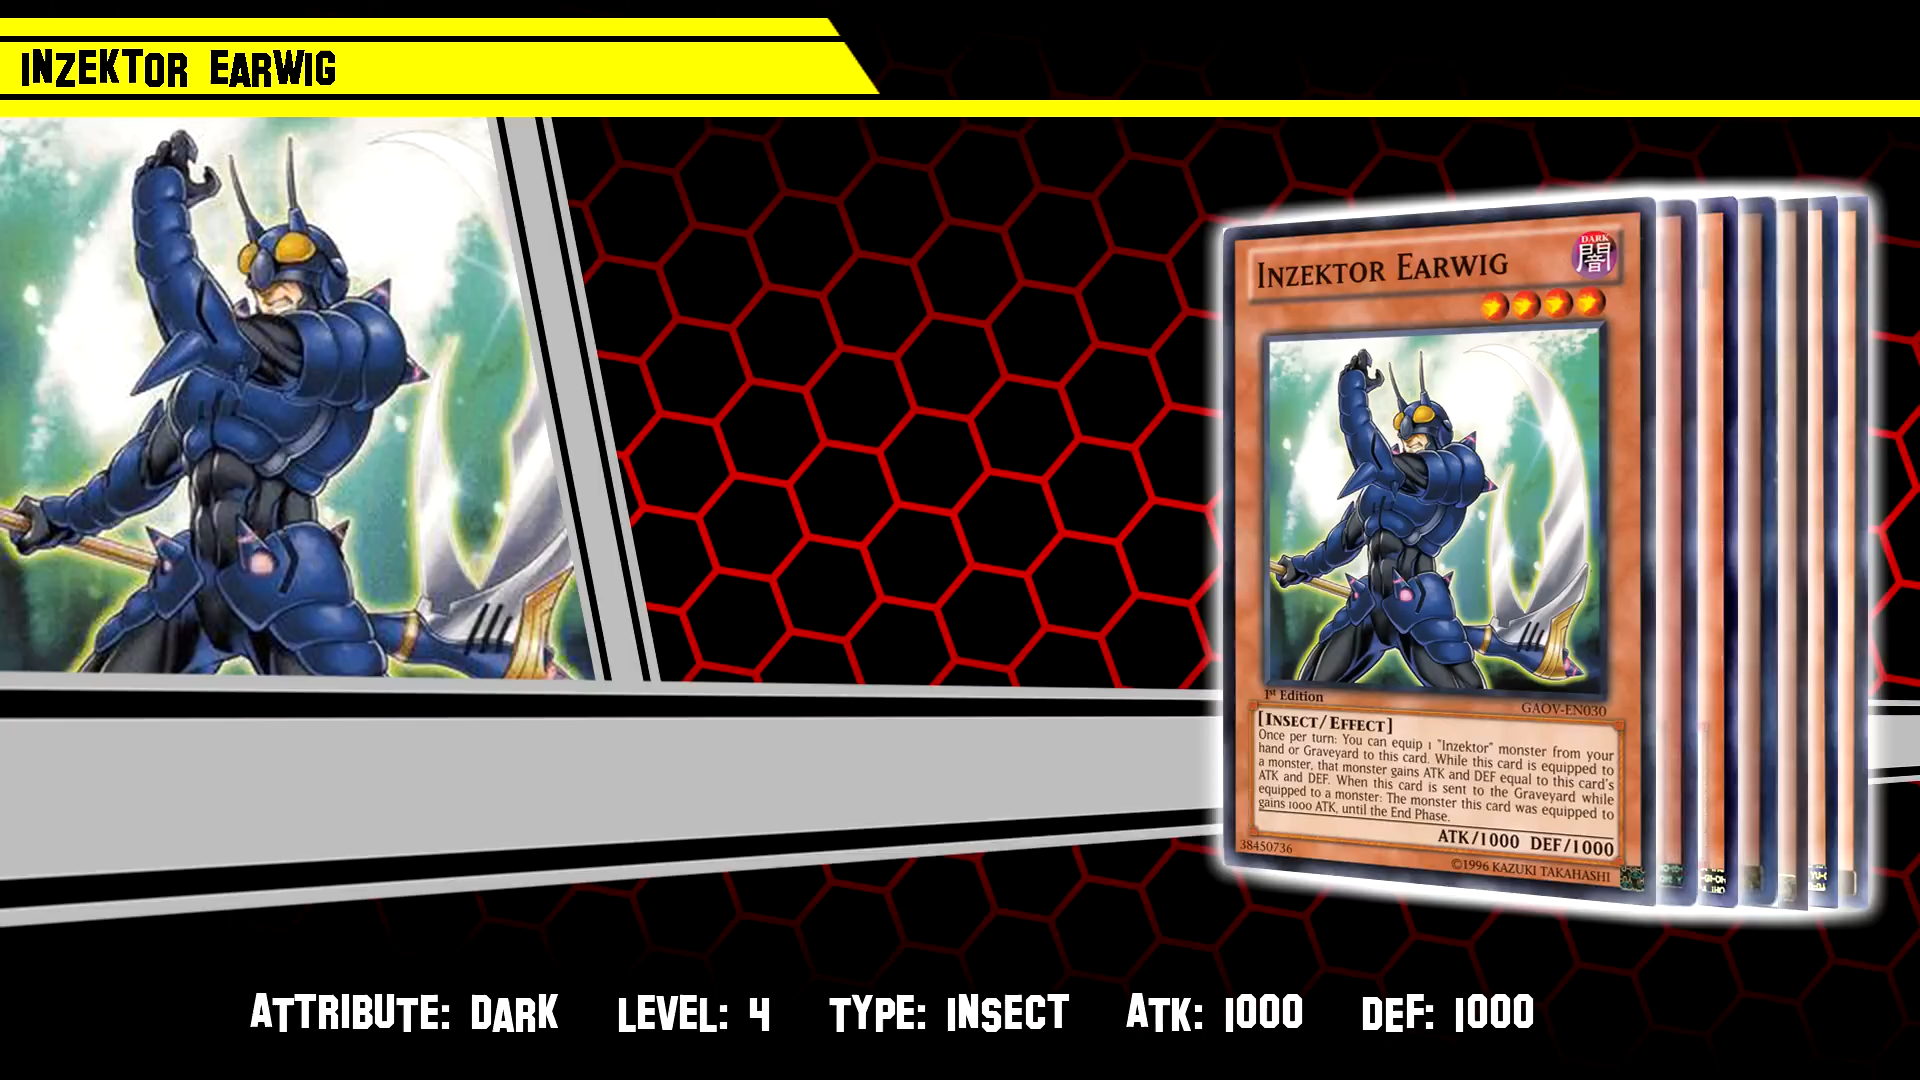 INZEKTOR EARWIG
INZEKTOR EARWIG
DARK
闇
1st Edition
GAOV-EN030
[INSECT/EFFECT]
Once per turn: You can equip 1 "Inzektor" monster from your
hand or Graveyard to this card. While this card is equipped to
a monster, that monster gains ATK and DEF equal to this card's
ATK and DEF. When this card is sent to the Graveyard while
equipped to a monster: The monster this card was equipped to
gains 1000 ATK, until the End Phase.
ATK/1000 DEF/1000
38450736
©1996 KAZUKI TAKAHASHI
ATTRIBUTE: DARK LEVEL: 4 TYPE: INSECT ATK: 1000 DEF: 1000